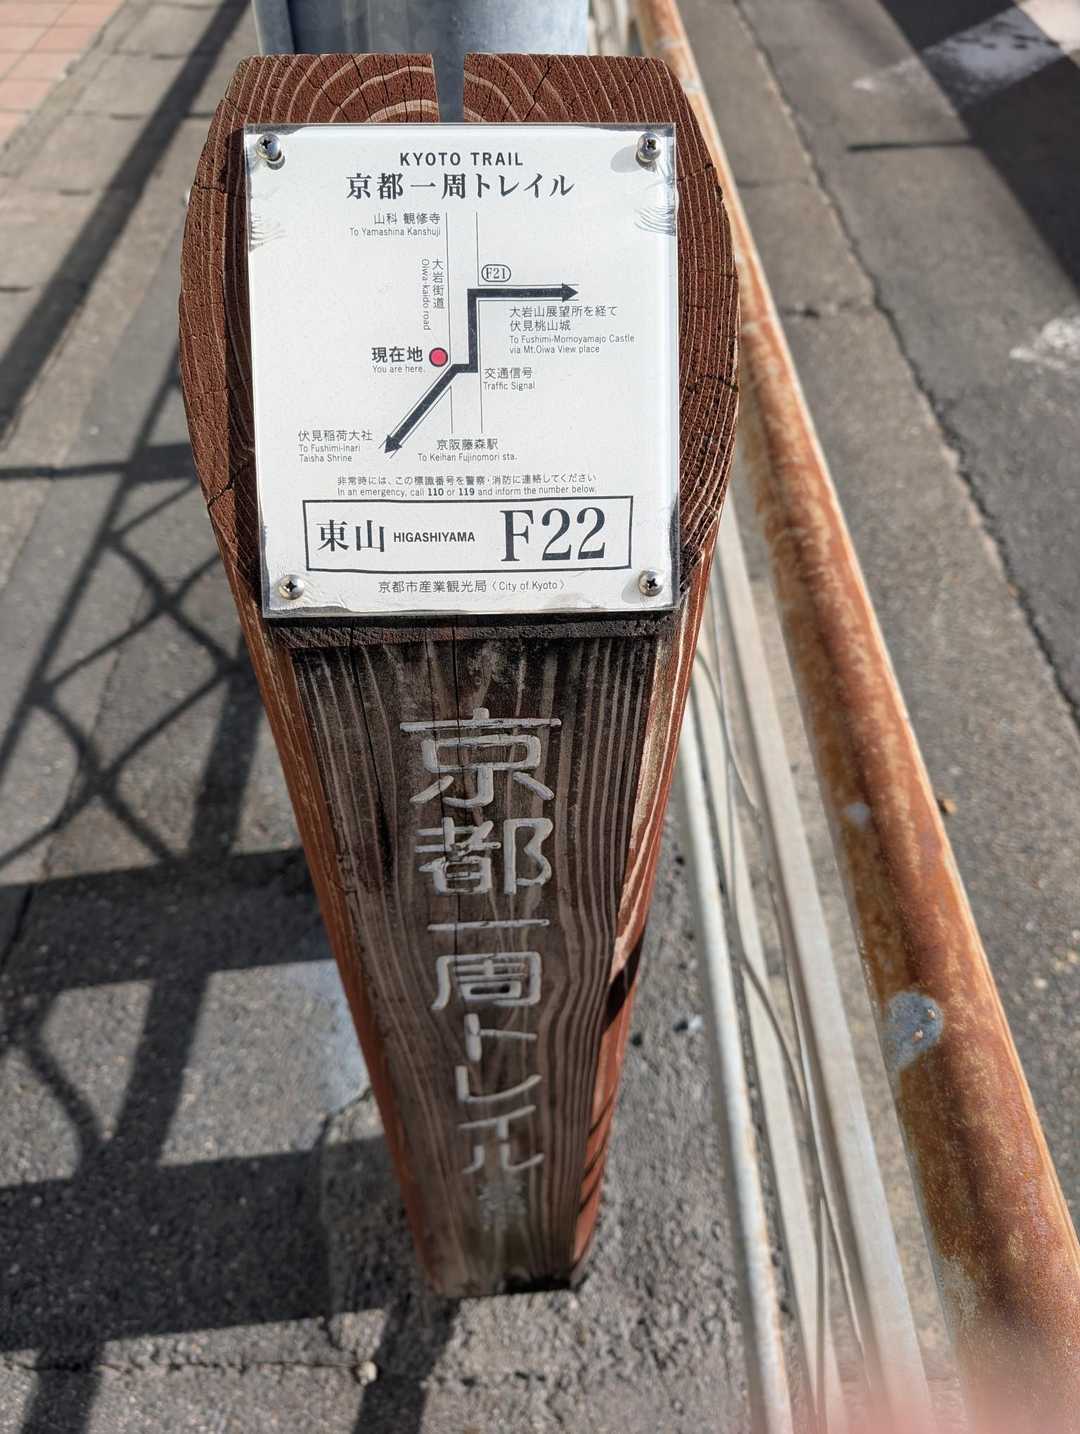 KYOTO TRAIL
京都一周トレイル
山科 観修寺
To Yamashina Kanshuji
大岩街道
Oiwa-kaido road
F21
大岩山展望所を経て
伏見桃山城
To Fushimi-Momoyamajo Castle
via Mt.Oiwa View place
現在地
You are here.
交通信号
Traffic Signal
伏見稲荷大社
To Fushimi-inari
Taisha Shrine
京阪藤森駅
To Keihan Fujinomori sta.
非常時には、この標識番号を警察・消防に連絡してください
In an emergency, call 110 or 119 and inform the number below.
東山 HIGASHIYAMA F22
京都市産業観光局〈City of Kyoto〉
京都一周トレイル